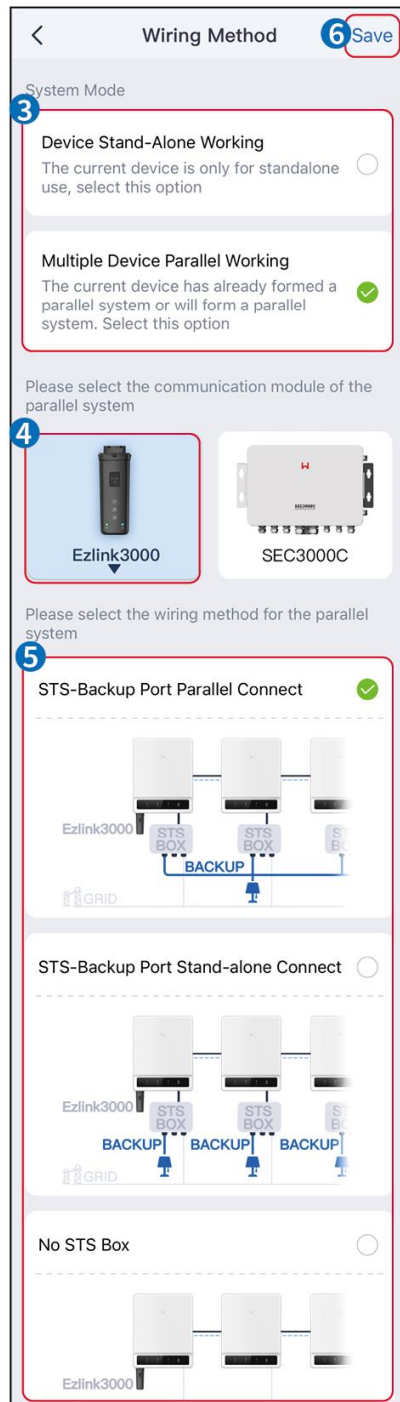 Wiring Method
6 Save
System Mode
3
Device Stand-Alone Working
The current device is only for standalone
use, select this option
Multiple Device Parallel Working
The current device has already formed a
parallel system or will form a parallel
system. Select this option
Please select the communication module of the
parallel system
4
Ezlink3000
SEC3000C
SEC3000C
Please select the wiring method for the parallel
system
5
STS-Backup Port Parallel Connect
Ezlink3000
STS
BOX
STS
BOX
BACKUP
GRID
STS-Backup Port Stand-alone Connect
Ezlink3000
STS
BOX
STS
BOX
BACKUP BACKUP BACKUP
GRID
No STS Box
Ezlink3000